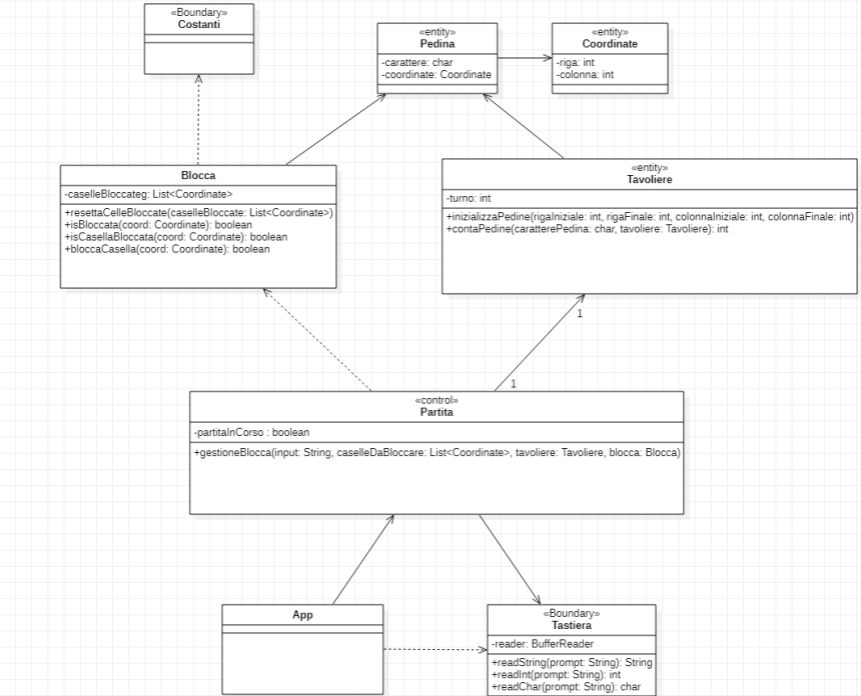 «Boundary»
Costanti
«entity»
Pedina
-carattere: char
-coordinate: Coordinate
«entity»
Coordinate
-riga: int
-colonna: int
Blocca
-caselleBloccateg: List<Coordinate>
+resettaCelleBloccate(caselleBloccate: List<Coordinate>)
+isBloccata(coord: Coordinate): boolean
+isCasellaBloccata(coord: Coordinate): boolean
+bloccaCasella(coord: Coordinate): boolean
«entity»
Tavoliere
-turno: int
+inizializzaPedine(rigaIniziale: int, rigaFinale: int, colonnaIniziale: int, colonnaFinale: int)
+contaPedine(caratterePedina: char, tavoliere: Tavoliere): int
1
1
«control»
Partita
-partitaInCorso : boolean
+gestioneBlocca(input: String, caselleDaBloccare: List<Coordinate>, tavoliere: Tavoliere, blocca: Blocca)
App
«Boundary»
Tastiera
-reader: BufferReader
+readString(prompt: String): String
+readInt(prompt: String): int
+readChar(prompt: String): char